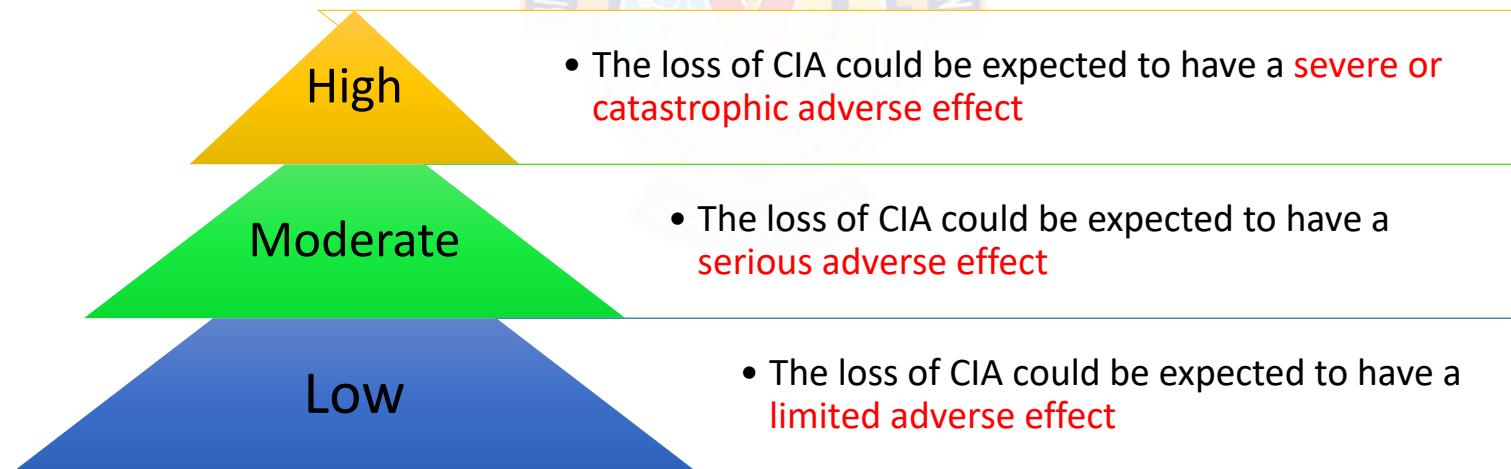 High
• The loss of CIA could be expected to have a severe or
catastrophic adverse effect
Moderate
• The loss of CIA could be expected to have a
serious adverse effect
Low
• The loss of CIA could be expected to have a
limited adverse effect